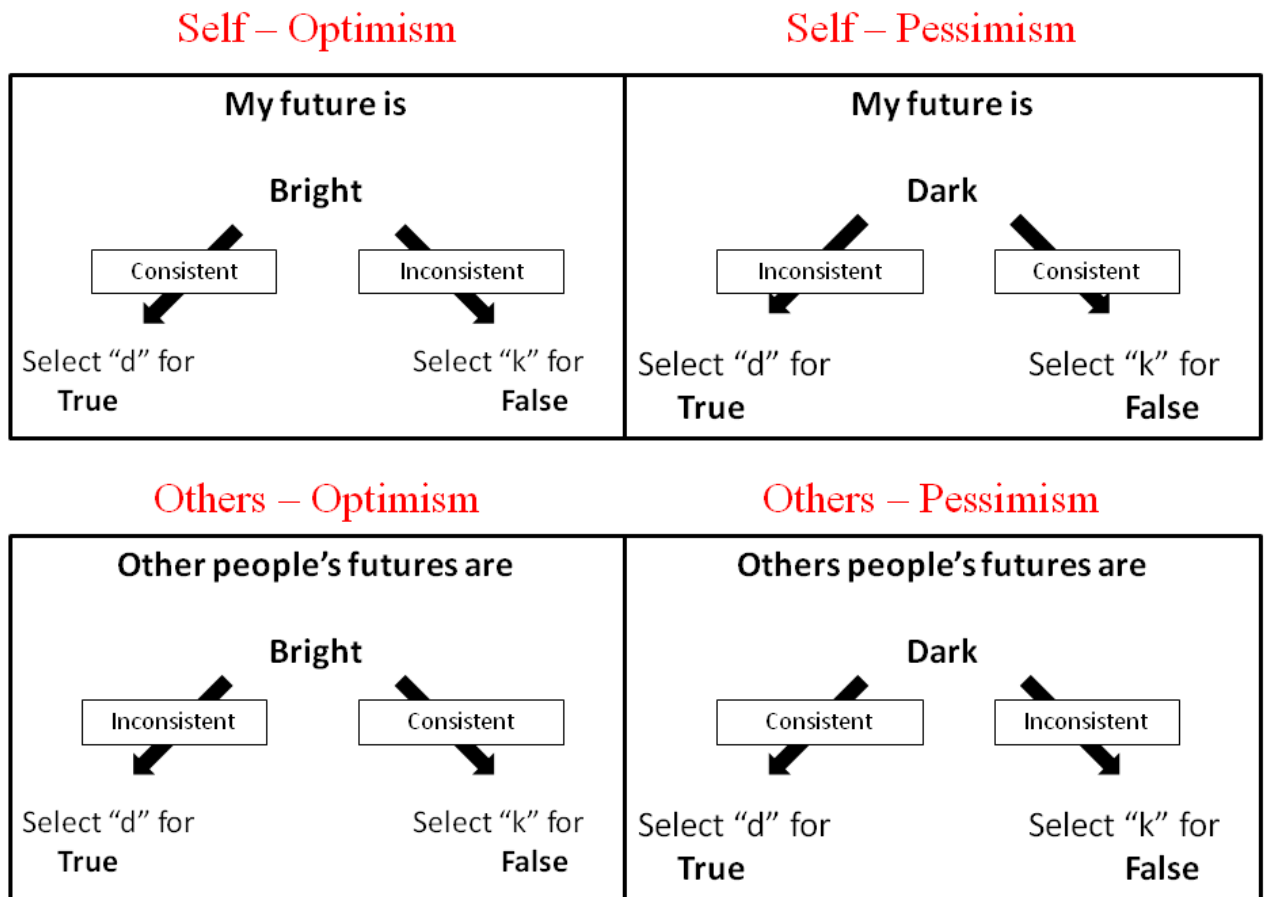 Self – Optimism
Self – Pessimism
My future is
Bright
Consistent
Inconsistent
Select “d” for
True
Select “k” for
False
My future is
Dark
Inconsistent
Consistent
Select “d” for
True
Select “k” for
False
Others – Optimism
Others – Pessimism
Other people’s futures are
Bright
Inconsistent
Consistent
Select “d” for
True
Select “k” for
False
Others people’s futures are
Dark
Consistent
Inconsistent
Select “d” for
True
Select “k” for
False